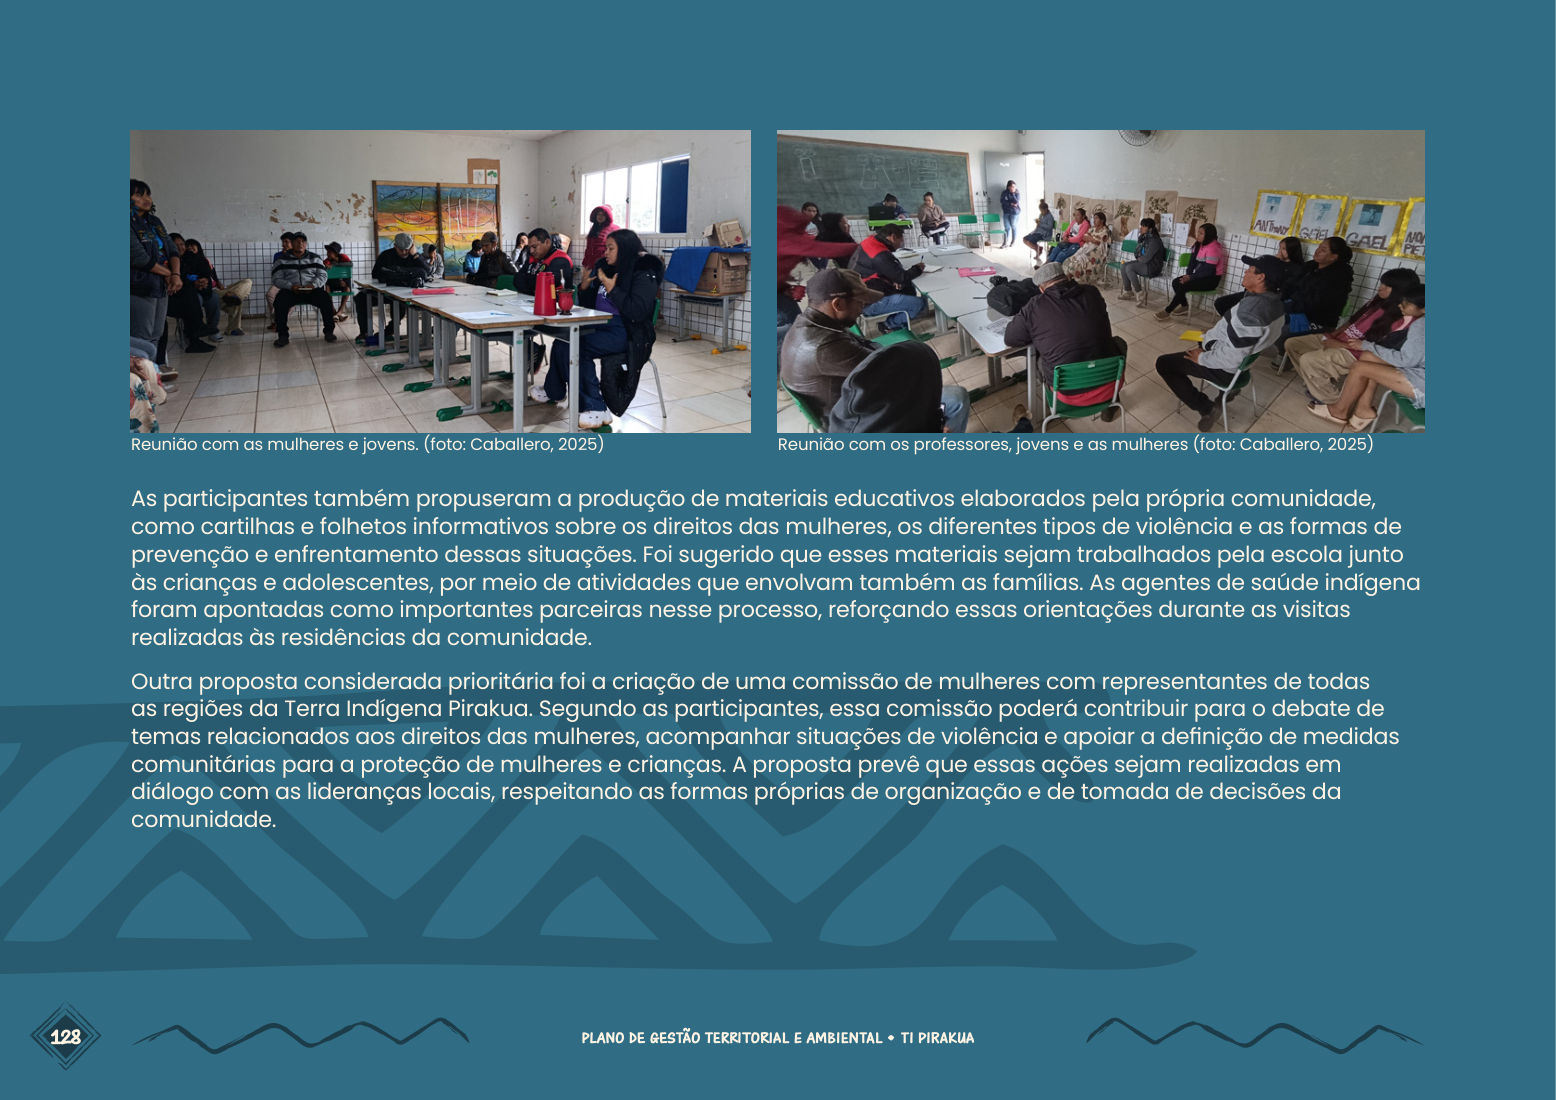 ANTHONY
GAEL
GAEL
Reunião com as mulheres e jovens. (foto: Caballero, 2025)
Reunião com os professores, jovens e as mulheres (foto: Caballero, 2025)
As participantes também propuseram a produção de materiais educativos elaborados pela própria comunidade,
como cartilhas e folhetos informativos sobre os direitos das mulheres, os diferentes tipos de violência e as formas de
prevenção e enfrentamento dessas situações. Foi sugerido que esses materiais sejam trabalhados pela escola junto
às crianças e adolescentes, por meio de atividades que envolvam também as famílias. As agentes de saúde indígena
foram apontadas como importantes parceiras nesse processo, reforçando essas orientações durante as visitas
realizadas às residências da comunidade.
Outra proposta considerada prioritária foi a criação de uma comissão de mulheres com representantes de todas
as regiões da Terra Indígena Pirakua. Segundo as participantes, essa comissão poderá contribuir para o debate de
temas relacionados aos direitos das mulheres, acompanhar situações de violência e apoiar a definição de medidas
comunitárias para a proteção de mulheres e crianças. A proposta prevê que essas ações sejam realizadas em
diálogo com as lideranças locais, respeitando as formas próprias de organização e de tomada de decisões da
comunidade.
128
PLANO DE GESTÃO TERRITORIAL E AMBIENTAL • TI PIRAKUA